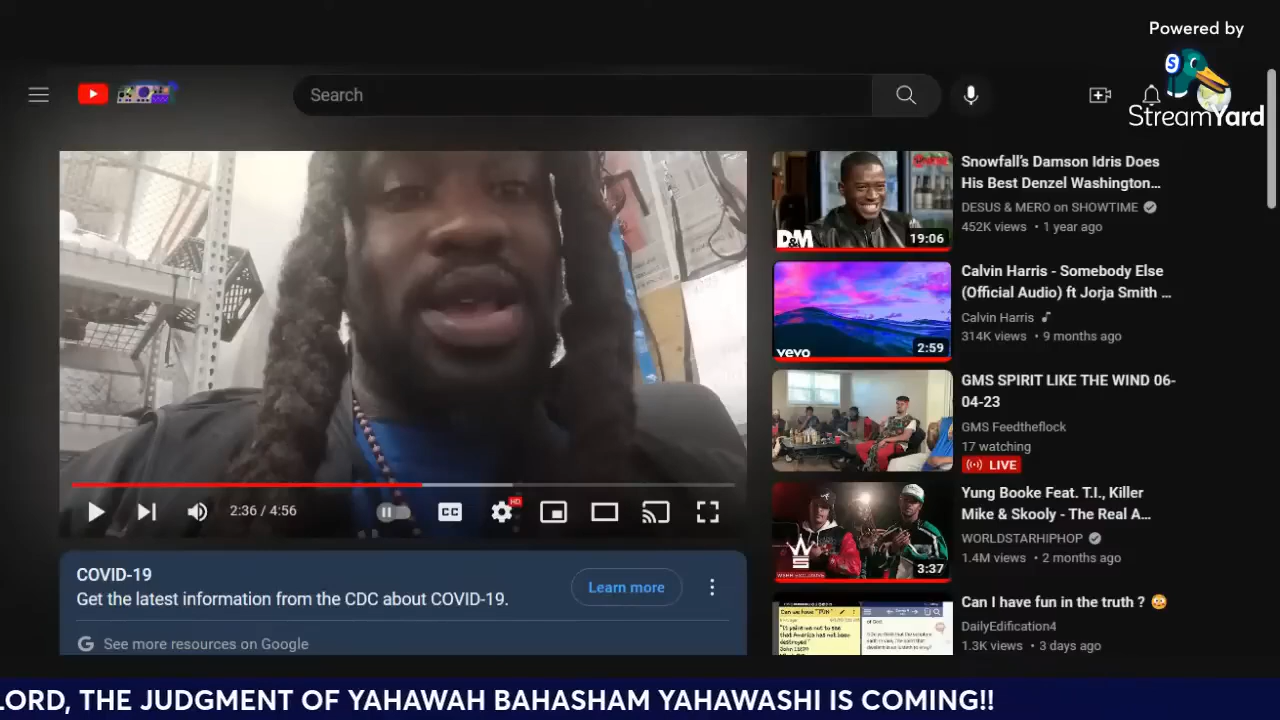 Powered by
StreamYard
Search
Snowfall's Damson Idris Does
His Best Denzel Washington...
DESUS & MERO on SHOWTIME
452K views • 1 year ago
D&M
19:06
Calvin Harris - Somebody Else
(Official Audio) ft Jorja Smith ...
Calvin Harris
314K views • 9 months ago
vevo
2:59
GMS SPIRIT LIKE THE WIND 06-
04-23
GMS Feedtheflock
17 watching
LIVE
Yung Booke Feat. T.I., Killer
Mike & Skooly - The Real A...
WORLDSTARHIPHOP
1.4M views • 2 months ago
3:37
Can I have fun in the truth ? 😳
DailyEdification4
1.3K views • 3 days ago
2:36 / 4:56
CC
HD
COVID-19
Get the latest information from the CDC about COVID-19.
Learn more
See more resources on Google
LORD, THE JUDGMENT OF YAHAWAH BAHASHAM YAHAWASHI IS COMING!!